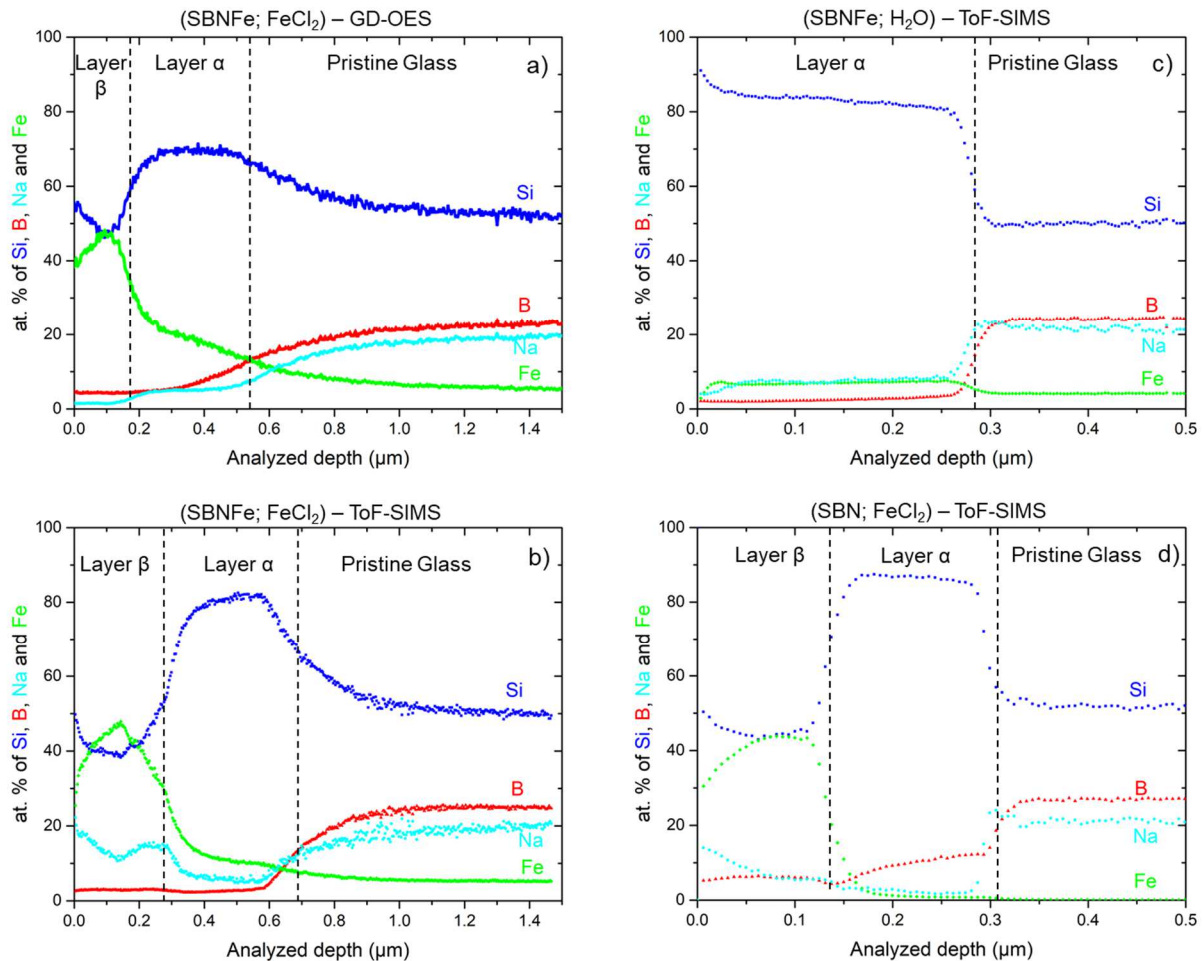 (SBNFe; FeCl₂) – GD-OES
a)
Layer β
Layer α
Pristine Glass
Si
B
Na
Fe
at. % of Si, B, Na and Fe
100
80
60
40
20
0
0.0 0.2 0.4 0.6 0.8 1.0 1.2 1.4
Analyzed depth (µm)
(SBNFe; H₂O) – ToF-SIMS
c)
Layer α
Pristine Glass
Si
B
Na
Fe
at. % of Si, B, Na and Fe
100
80
60
40
20
0
0.0 0.1 0.2 0.3 0.4 0.5
Analyzed depth (µm)
(SBNFe; FeCl₂) – ToF-SIMS
b)
Layer β
Layer α
Pristine Glass
Si
B
Na
Fe
at. % of Si, B, Na and Fe
100
80
60
40
20
0
0.0 0.2 0.4 0.6 0.8 1.0 1.2 1.4
Analyzed depth (µm)
(SBN; FeCl₂) – ToF-SIMS
d)
Layer β
Layer α
Pristine Glass
Si
B
Na
Fe
at. % of Si, B, Na and Fe
100
80
60
40
20
0
0.0 0.1 0.2 0.3 0.4 0.5
Analyzed depth (µm)